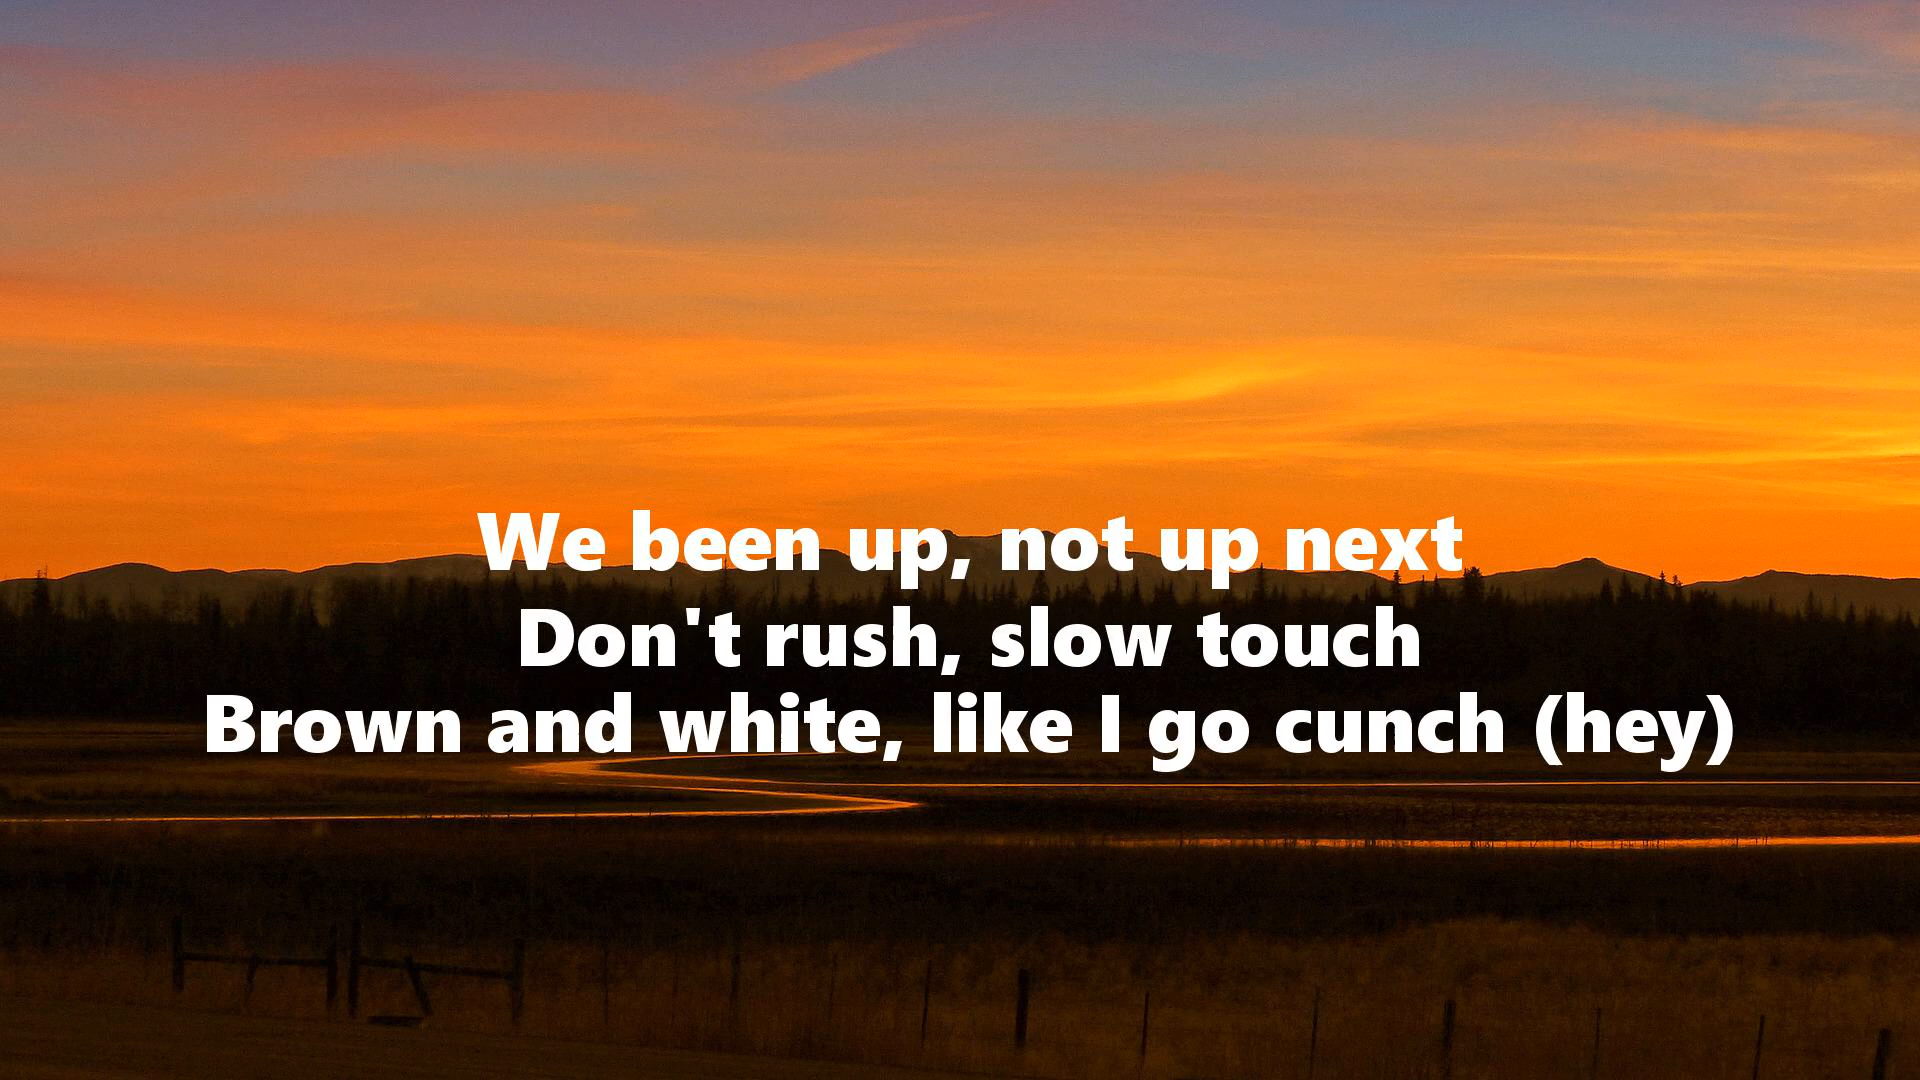 We been up, not up next
Don't rush, slow touch
Brown and white, like I go cunch (hey)